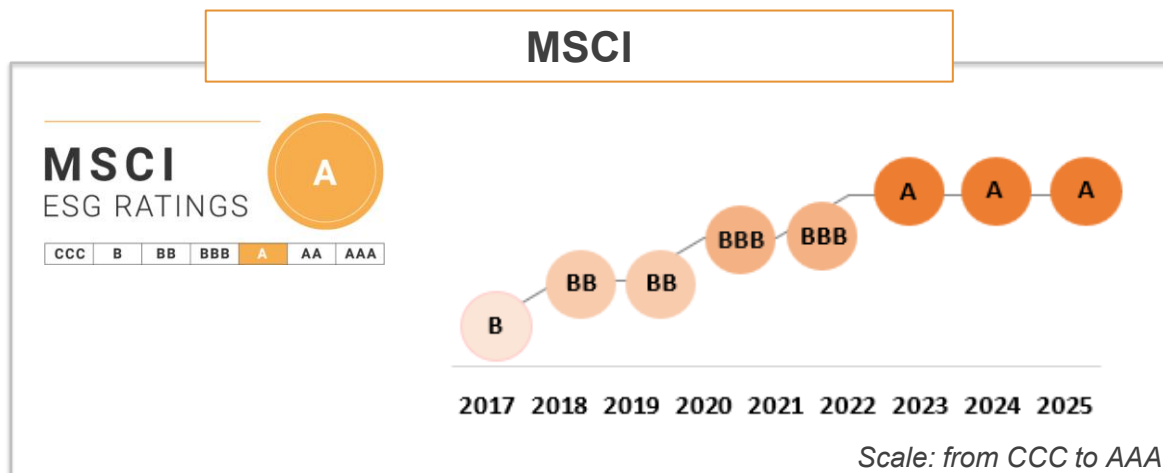 MSCI
MSCI
ESG RATINGS
A
CCC B BB BBB A AA AAA
B BB BB BBB BBB A A A
2017 2018 2019 2020 2021 2022 2023 2024 2025
Scale: from CCC to AAA